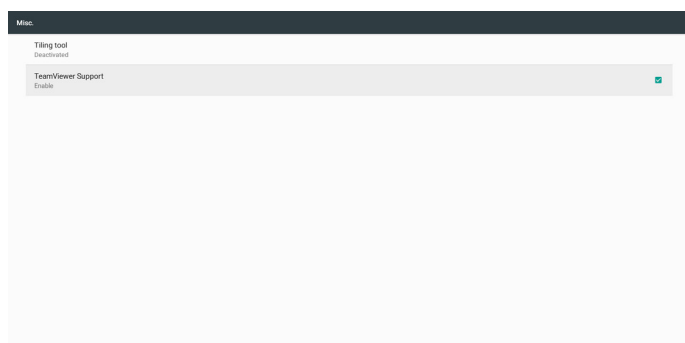 Misc.
Tiling tool
Deactivated
TeamViewer Support
Enable